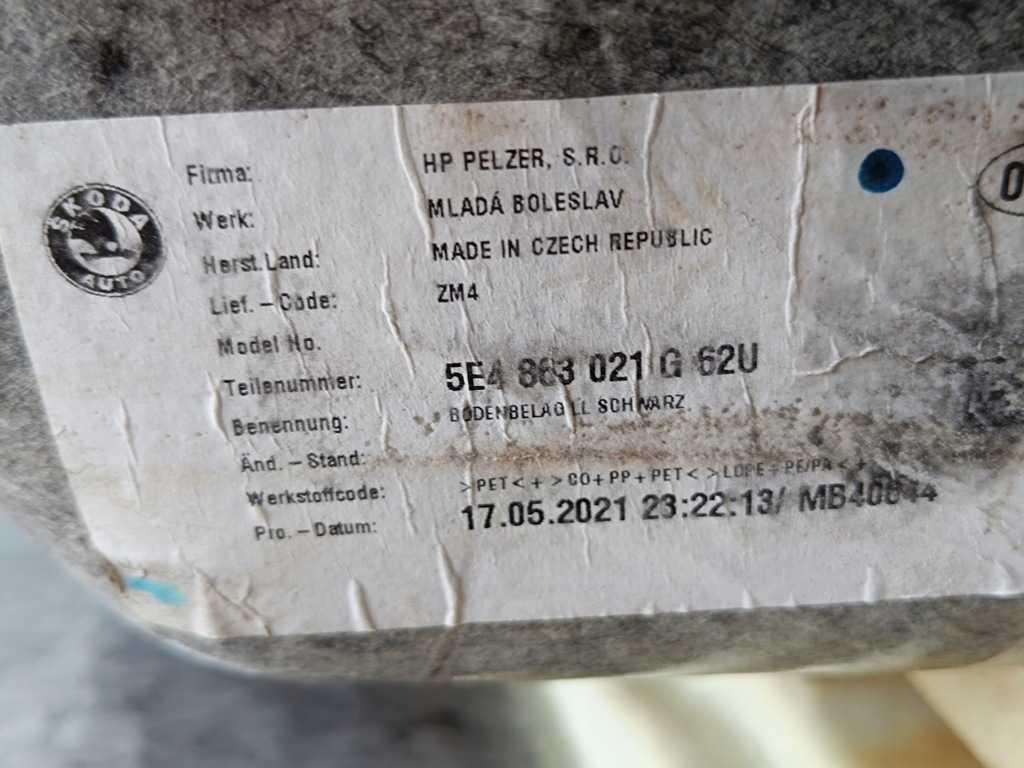 ŠKODA
AUTO
Firma: HP PELZER, S.R.O.
Werk: MLADÁ BOLESLAV
Herst.Land: MADE IN CZECH REPUBLIC
Lief. – Code: ZM4
Model No.
Teilenummer: 5E4 863 021 G 62U
Benennung: BODENBELAG LL SCHWARZ
Änd. – Stand:
Werkstoffcode: >PET< + >CO+PP+PET< >LDPE+PE/PA< +
Pro. – Datum: 17.05.2021 23:22:13/